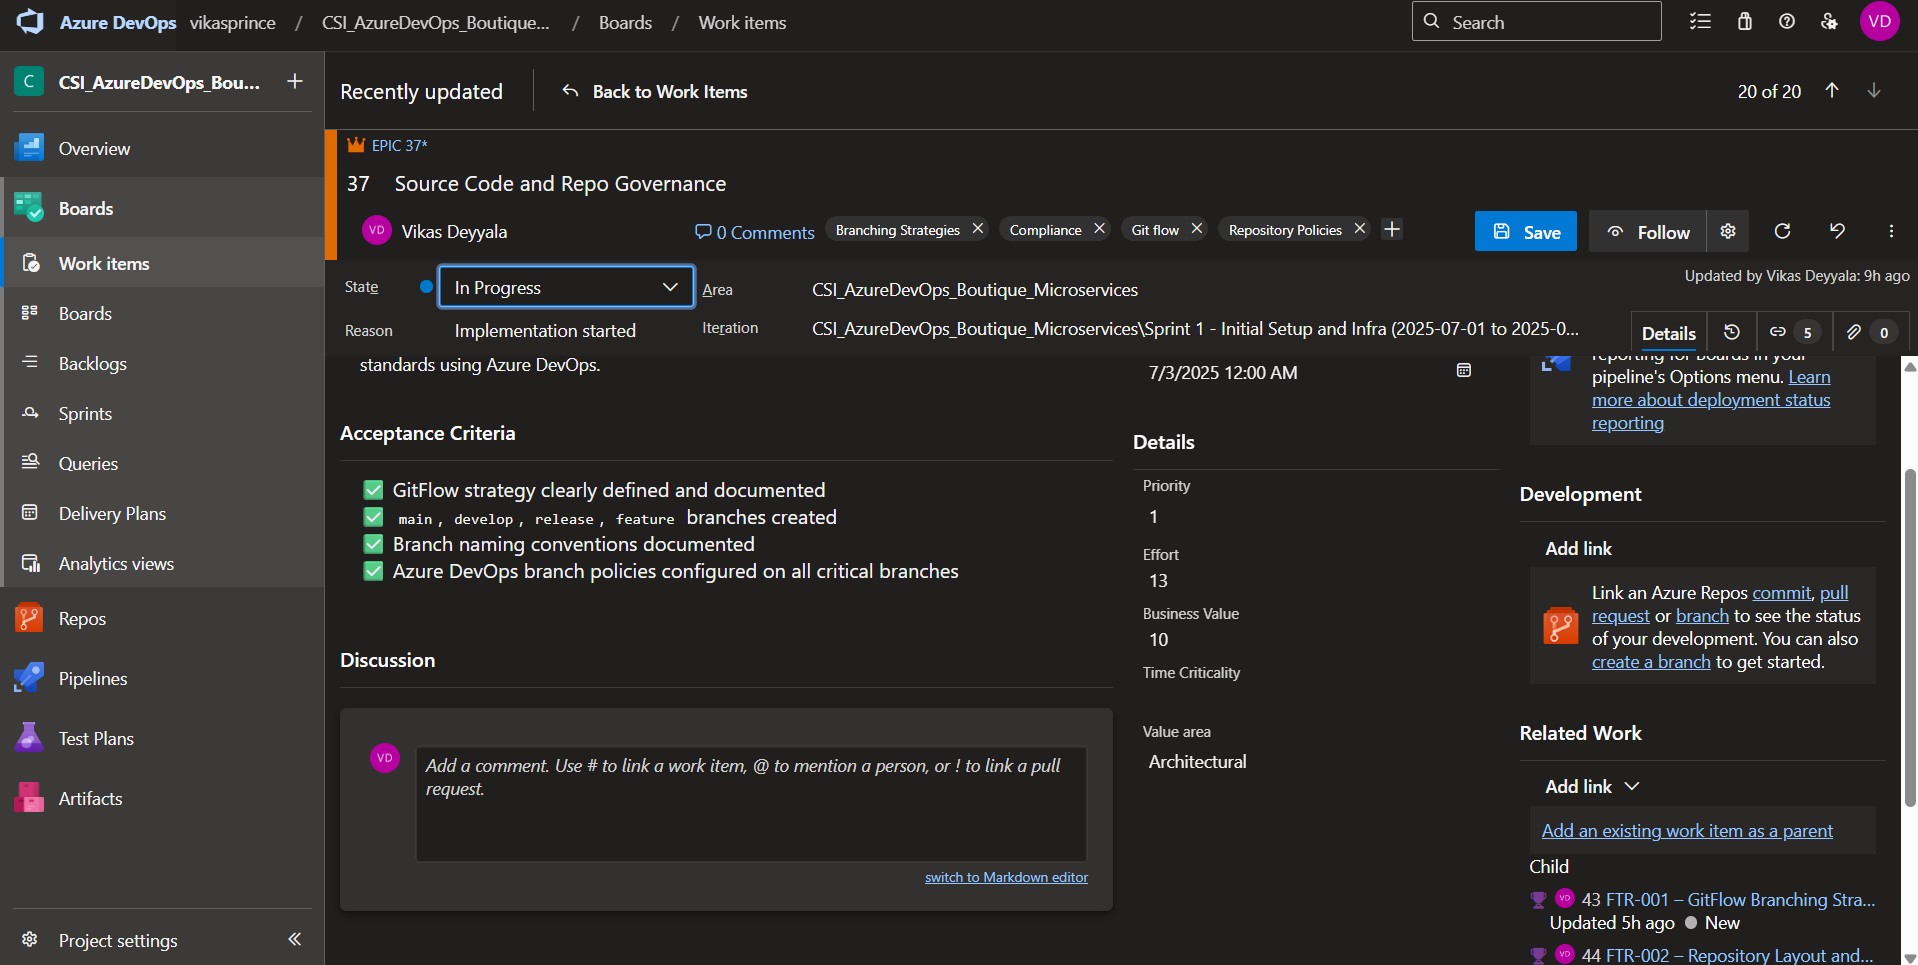 Azure DevOps vikasprince / CSI_AzureDevOps_Boutique... / Boards / Work items
Search
VD
C CSI_AzureDevOps_Bou...
Overview
Boards
Work items
Boards
Backlogs
Sprints
Queries
Delivery Plans
Analytics views
Repos
Pipelines
Test Plans
Artifacts
Project settings
Recently updated
Back to Work Items
20 of 20
EPIC 37*
37 Source Code and Repo Governance
VD Vikas Deyyala
0 Comments
Branching Strategies
Compliance
Git flow
Repository Policies
Save
Follow
State In Progress
Area CSI_AzureDevOps_Boutique_Microservices
Updated by Vikas Deyyala: 9h ago
Reason Implementation started
Iteration CSI_AzureDevOps_Boutique_Microservices\Sprint 1 - Initial Setup and Infra (2025-07-01 to 2025-0...
Details
5
0
standards using Azure DevOps.
Acceptance Criteria
GitFlow strategy clearly defined and documented
main, develop, release, feature branches created
Branch naming conventions documented
Azure DevOps branch policies configured on all critical branches
Discussion
VD
Add a comment. Use # to link a work item, @ to mention a person, or ! to link a pull
request.
switch to Markdown editor
7/3/2025 12:00 AM
Details
Priority
1
Effort
13
Business Value
10
Time Criticality
Value area
Architectural
reporting for Boards in your
pipeline's Options menu. Learn
more about deployment status
reporting
Development
Add link
Link an Azure Repos commit, pull
request or branch to see the status
of your development. You can also
create a branch to get started.
Related Work
Add link
Add an existing work item as a parent
Child
VD 43 FTR-001 – GitFlow Branching Stra...
Updated 5h ago New
VD 44 FTR-002 – Repository Layout and...